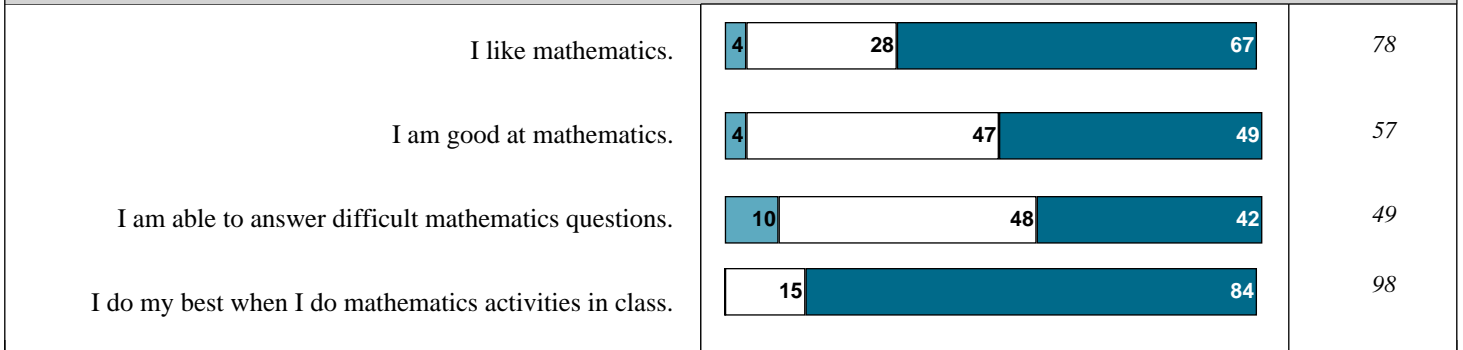 I like mathematics. 4 28 67 78
I am good at mathematics. 4 47 49 57
I am able to answer difficult mathematics questions. 10 48 42 49
I do my best when I do mathematics activities in class. 15 84 98